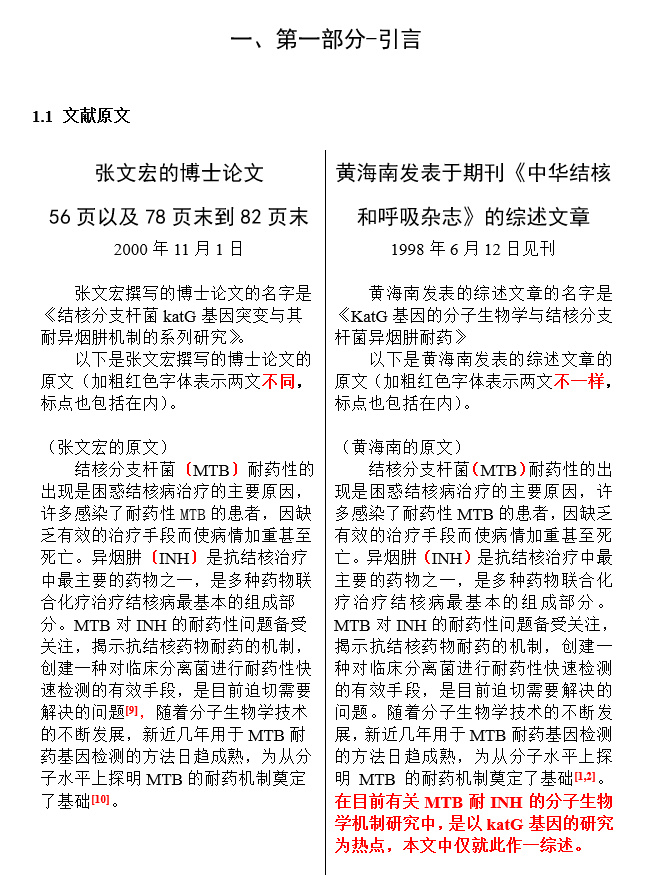 一、第一部分-引言
1.1 文献原文
张文宏的博士论文
56 页以及 78 页末到 82 页末
2000 年 11 月 1 日
张文宏撰写的博士论文的名字是
《结核分支杆菌 katG 基因突变与其
耐异烟肼机制的系列研究》。
以下是张文宏撰写的博士论文的
原文（加粗红色字体表示两文不同，
标点也包括在内）。
（张文宏的原文）
结核分支杆菌〔MTB〕耐药性的
出现是困惑结核病治疗的主要原因，
许多感染了耐药性 MTB 的患者，因缺
乏有效的治疗手段而使病情加重甚至
死亡。异烟肼〔INH〕是抗结核治疗
中最主要的药物之一，是多种药物联
合化疗治疗结核病最基本的组成部
分。MTB 对 INH 的耐药性问题备受
关注，揭示抗结核药物耐药的机制，
创建一种对临床分离菌进行耐药性快
速检测的有效手段，是目前迫切需要
解决的问题[9]，随着分子生物学技术
的不断发展，新近几年用于 MTB 耐
药基因检测的方法日趋成熟，为从分
子水平上探明 MTB 的耐药机制奠定
了基础[10]。
黄海南发表于期刊《中华结核
和呼吸杂志》的综述文章
1998 年 6 月 12 日见刊
黄海南发表的综述文章的名字是
《KatG 基因的分子生物学与结核分支
杆菌异烟肼耐药》
以下是黄海南发表的综述文章的
原文（加粗红色字体表示两文不一样，
标点也包括在内）。
（黄海南的原文）
结核分支杆菌（MTB）耐药性的出
现是困惑结核病治疗的主要原因，许
多感染了耐药性 MTB 的患者，因缺乏
有效的治疗手段而使病情加重甚至死
亡。异烟肼（INH）是抗结核治疗中最
主要的药物之一，是多种药物联合化
疗治疗结核病最基本的组成部分。
MTB 对 INH 的耐药性问题备受关注，
揭示抗结核药物耐药的机制，创建一
种对临床分离菌进行耐药性快速检测
的有效手段，是目前迫切需要解决的
问题。随着分子生物学技术的不断发
展，新近几年用于 MTB 耐药基因检测
的方法日趋成熟，为从分子水平上探
明 MTB 的耐药机制奠定了基础[1,2]。
在目前有关 MTB 耐 INH 的分子生物
学机制研究中，是以 katG 基因的研究
为热点，本文中仅就此作一综述。